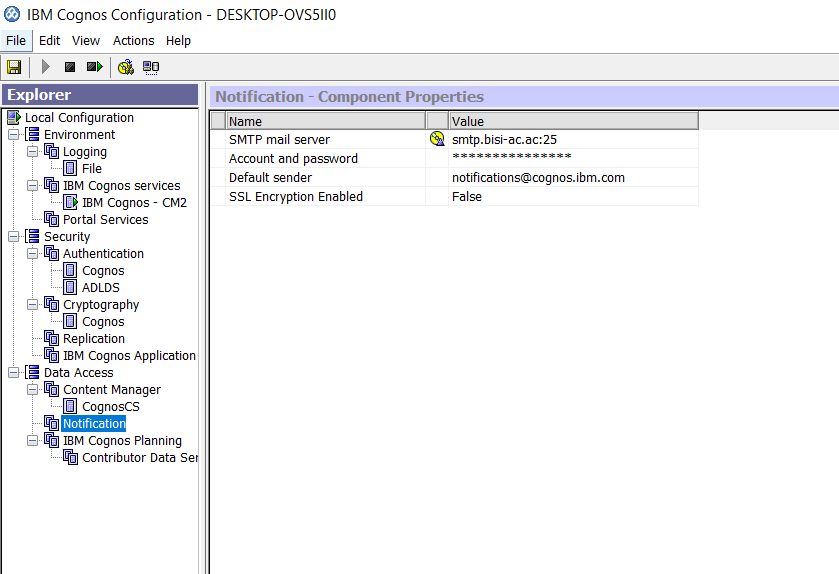 IBM Cognos Configuration - DESKTOP-OVS5II0
File Edit View Actions Help
Explorer
Local Configuration
Environment
Logging
File
IBM Cognos services
IBM Cognos - CM2
Portal Services
Security
Authentication
Cognos
ADLDS
Cryptography
Cognos
Replication
IBM Cognos Application
Data Access
Content Manager
CognosCS
Notification
IBM Cognos Planning
Contributor Data Ser
Notification - Component Properties
Name Value
SMTP mail server smtp.bisi-ac.ac:25
Account and password ***************
Default sender notifications@cognos.ibm.com
SSL Encryption Enabled False